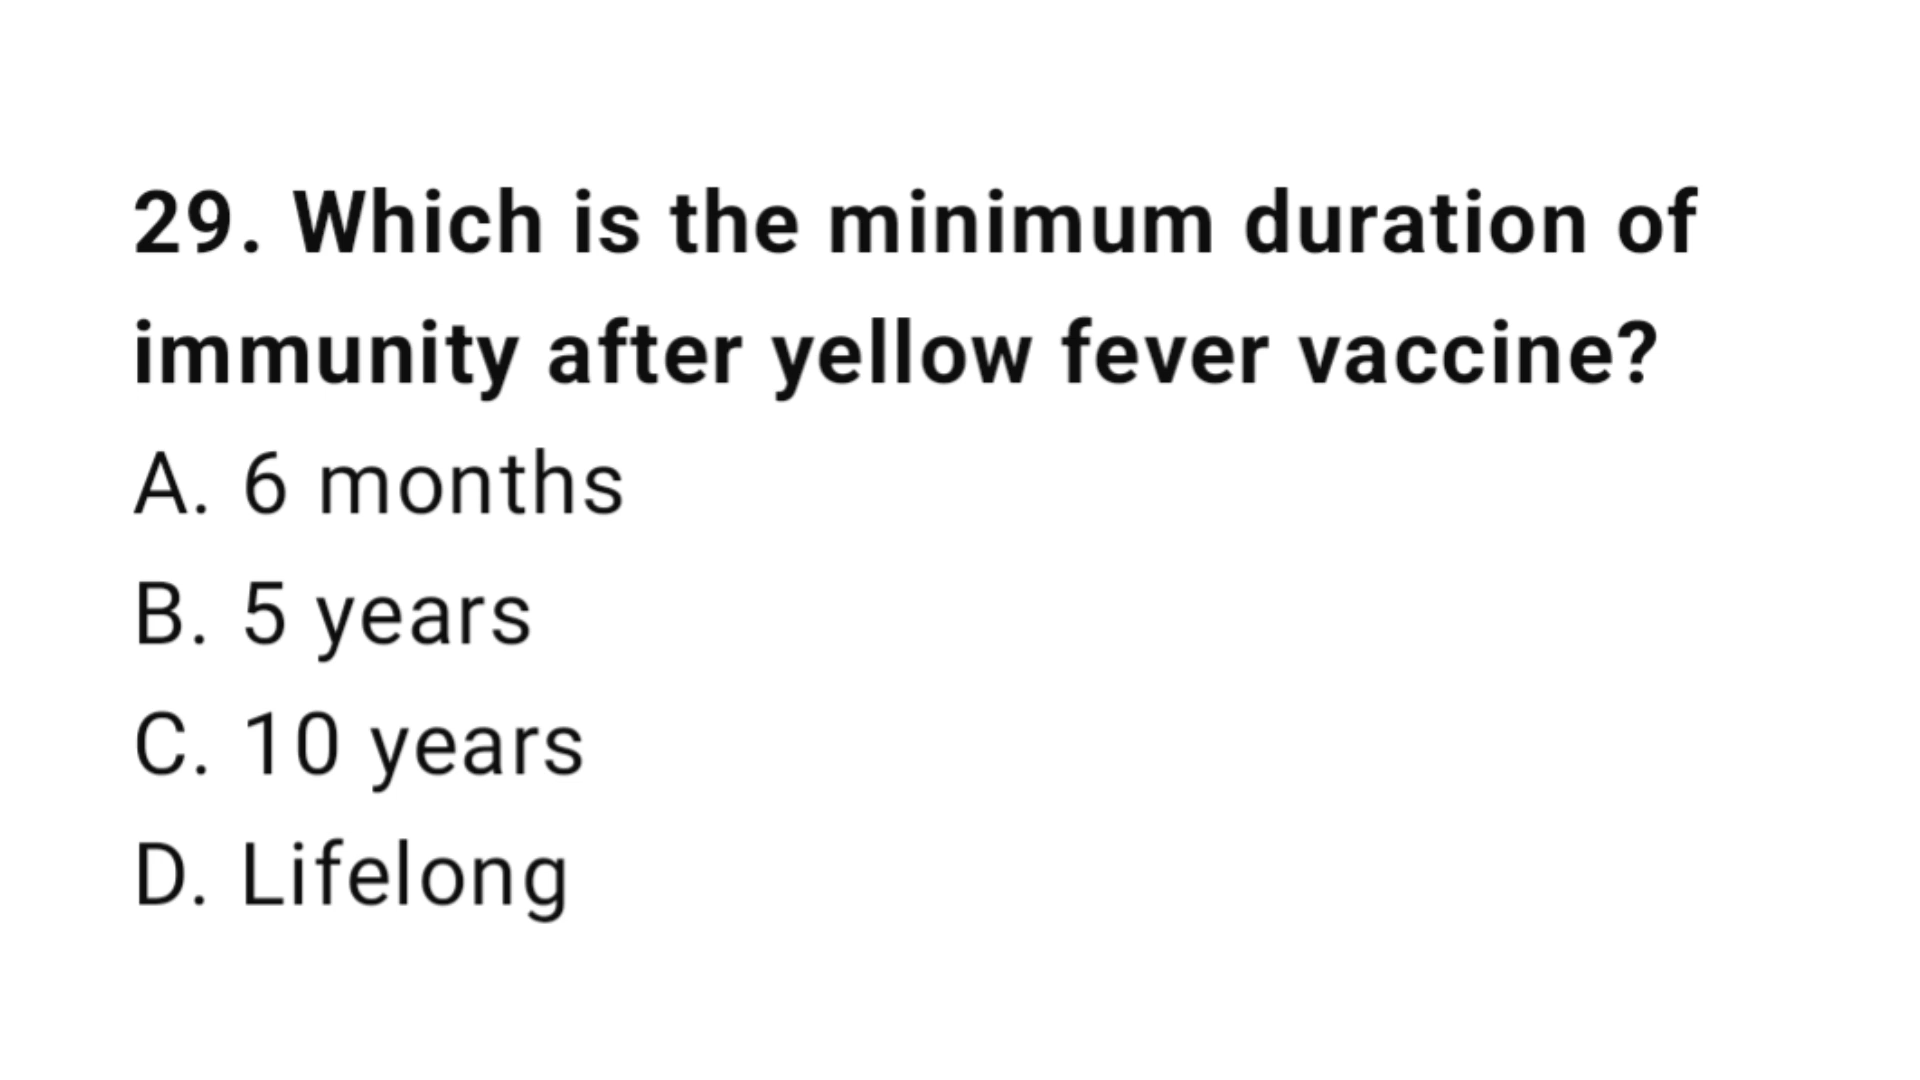 29. Which is the minimum duration of
immunity after yellow fever vaccine?
A. 6 months
B. 5 years
C. 10 years
D. Lifelong